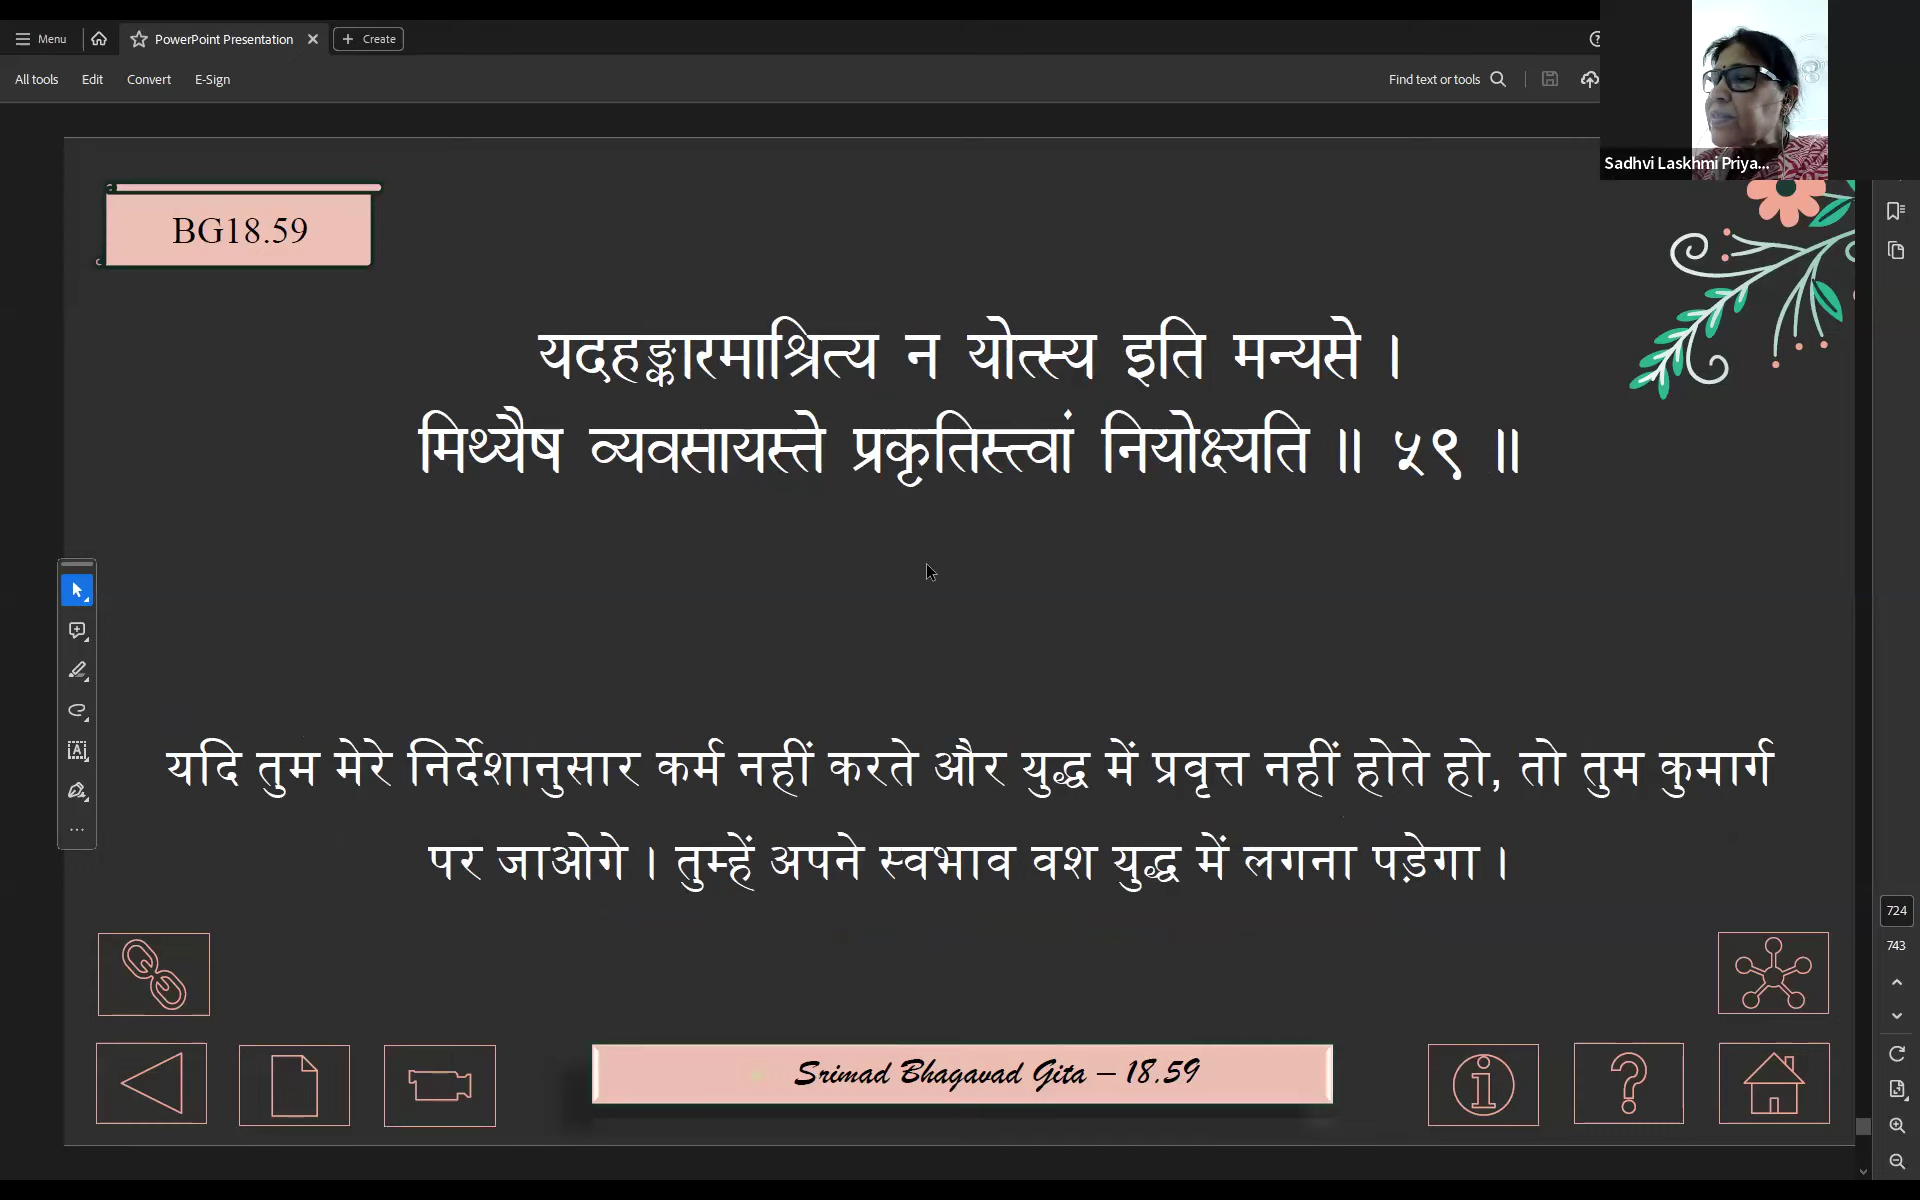 Menu
PowerPoint Presentation
Create
All tools
Edit
Convert
E-Sign
Find text or tools
Sadhvi Laskhmi Priya...
BG18.59
यदहङ्कारमाश्रित्य न योत्स्य इति मन्यसे ।
मिथ्यैष व्यवसायस्ते प्रकृतिस्त्वां नियोक्ष्यति ॥ ५९ ॥
यदि तुम मेरे निर्देशानुसार कर्म नहीं करते और युद्ध में प्रवृत्त नहीं होते हो, तो तुम कुमार्ग
पर जाओगे । तुम्हें अपने स्वभाव वश युद्ध में लगना पड़ेगा ।
724
743
Srimad Bhagavad Gita – 18.59